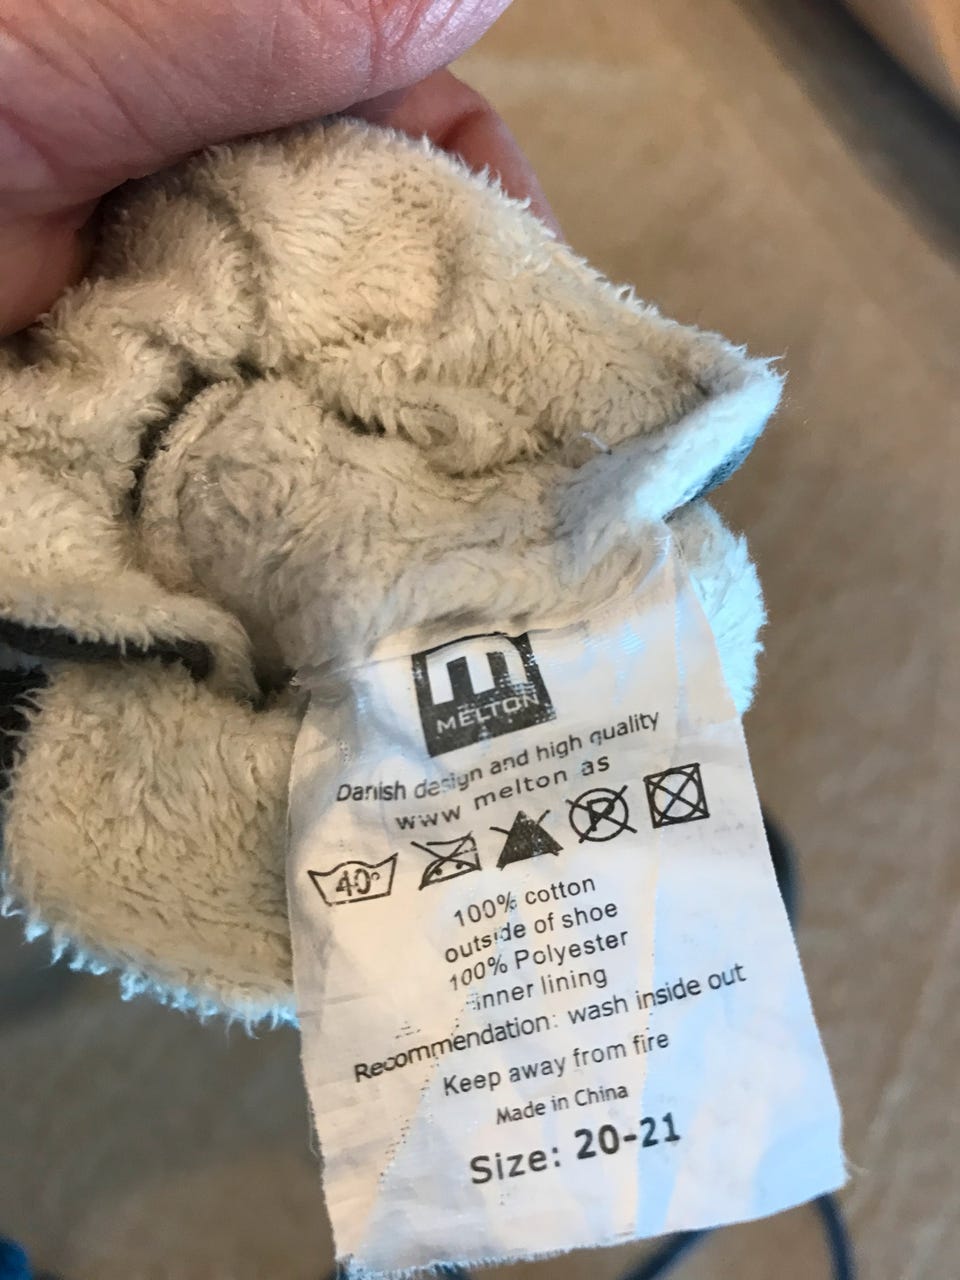 MELTON
Danish design and high quality
www melton as
40°
P
100% cotton
outside of shoe
100% Polyester
inner lining
Recommendation: wash inside out
Keep away from fire
Made in China
Size: 20-21